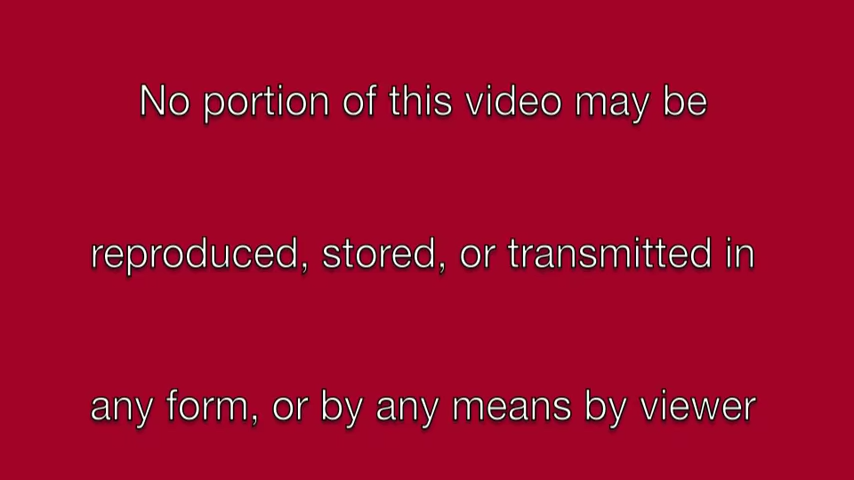 No portion of this video may be
reproduced, stored, or transmitted in
any form, or by any means by viewer